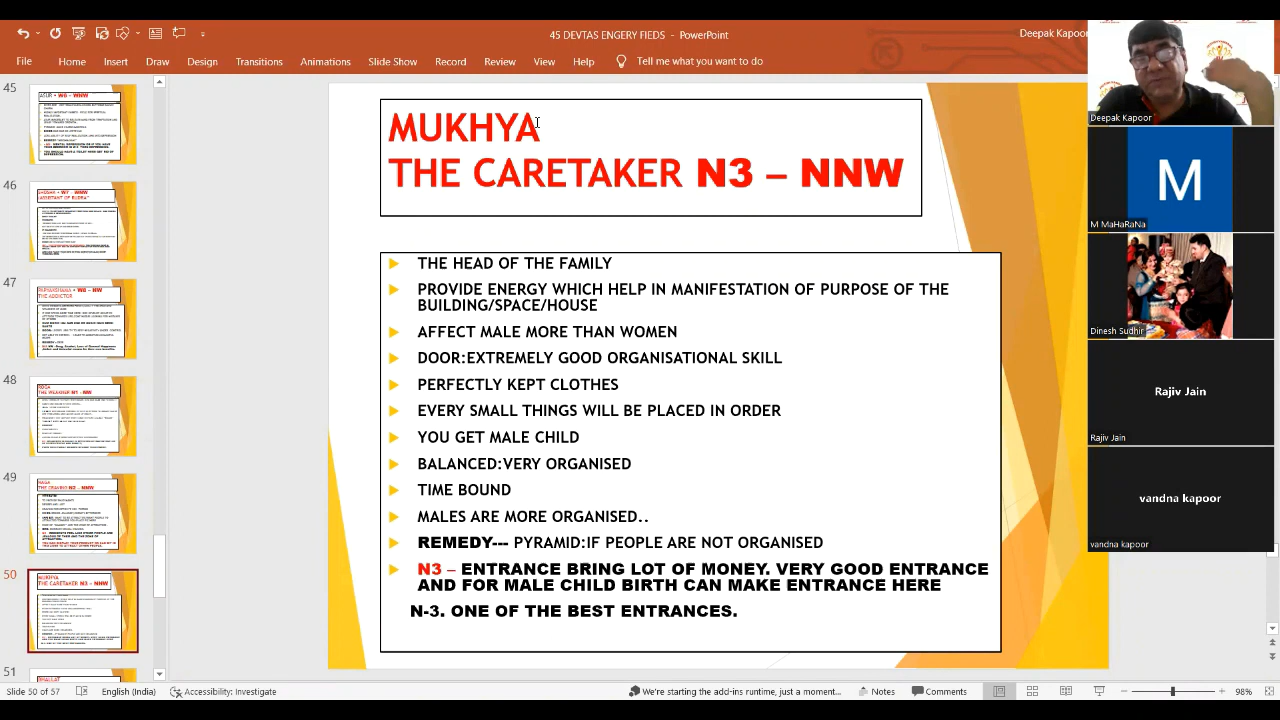 45 DEVTAS ENGERY FIEDS - PowerPoint
Deepak Kapoor
File Home Insert Draw Design Transitions Animations Slide Show Record Review View Help Tell me what you want to do
45
46
47
48
49
50
51
MUKHYA
THE CARETAKER N3 – NNW
THE HEAD OF THE FAMILY
PROVIDE ENERGY WHICH HELP IN MANIFESTATION OF PURPOSE OF THE
BUILDING/SPACE/HOUSE
AFFECT MALE MORE THAN WOMEN
DOOR:EXTREMELY GOOD ORGANISATIONAL SKILL
PERFECTLY KEPT CLOTHES
EVERY SMALL THINGS WILL BE PLACED IN ORDER
YOU GET MALE CHILD
BALANCED:VERY ORGANISED
TIME BOUND
MALES ARE MORE ORGANISED..
REMEDY--- PYRAMID:IF PEOPLE ARE NOT ORGANISED
N3 – ENTRANCE BRING LOT OF MONEY. VERY GOOD ENTRANCE
AND FOR MALE CHILD BIRTH CAN MAKE ENTRANCE HERE
N-3. ONE OF THE BEST ENTRANCES.
Deepak Kapoor
M
M MaHaRaNa
Dinesh Sudhir
Rajiv Jain
Rajiv Jain
vandna kapoor
vandna kapoor
Slide 50 of 57 English (India) Accessibility: Investigate We're starting the add-ins runtime, just a moment... Notes Comments 98%